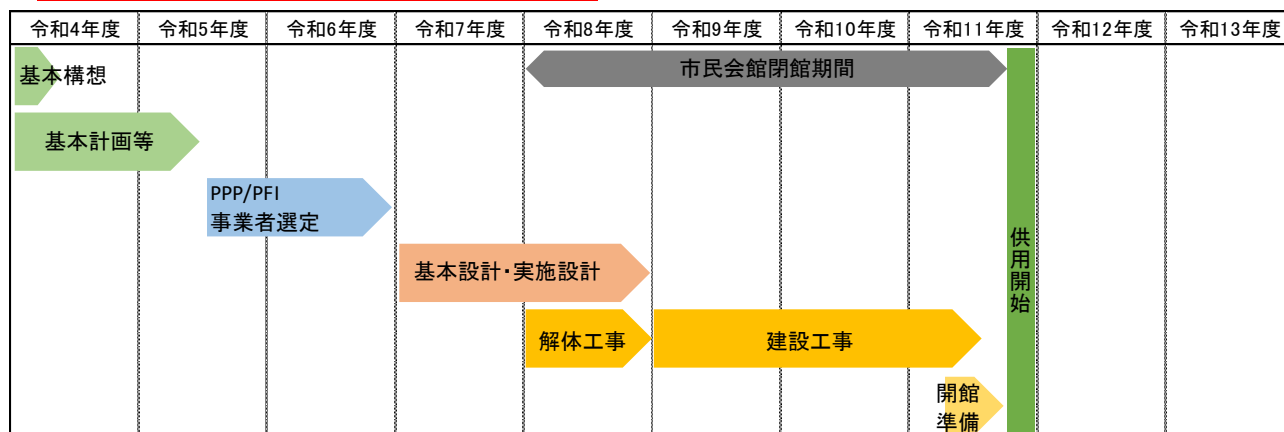 令和4年度 令和5年度 令和6年度 令和7年度 令和8年度 令和9年度 令和10年度 令和11年度 令和12年度 令和13年度
基本構想
市民会館閉館期間
基本計画等
PPP/PFI
事業者選定
基本設計・実施設計
供用開始
解体工事
建設工事
開館
準備